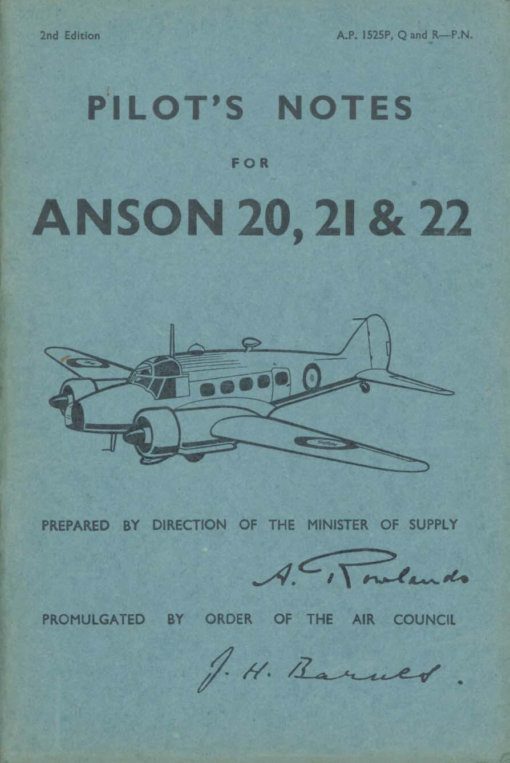 2nd Edition
A.P. 1525P, Q and R—P.N.
PILOT'S NOTES
FOR
ANSON 20, 21 & 22
PREPARED BY DIRECTION OF THE MINISTER OF SUPPLY
A. Rowlands
PROMULGATED BY ORDER OF THE AIR COUNCIL
J. H. Barnes.